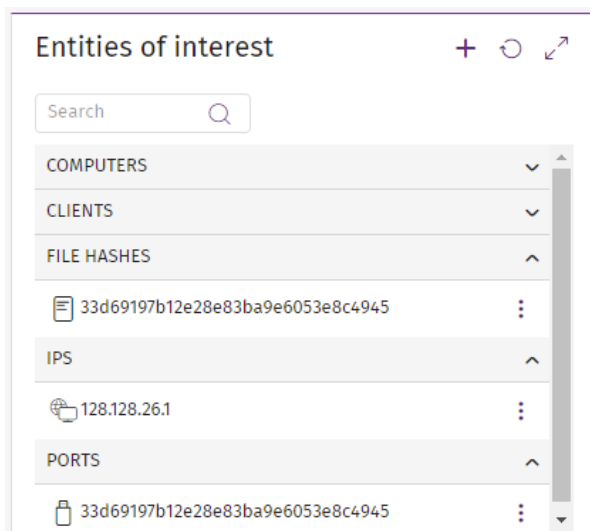 Entities of interest
Search
COMPUTERS
CLIENTS
FILE HASHES
33d69197b12e28e83ba9e6053e8c4945
IPS
128.128.26.1
PORTS
33d69197b12e28e83ba9e6053e8c4945